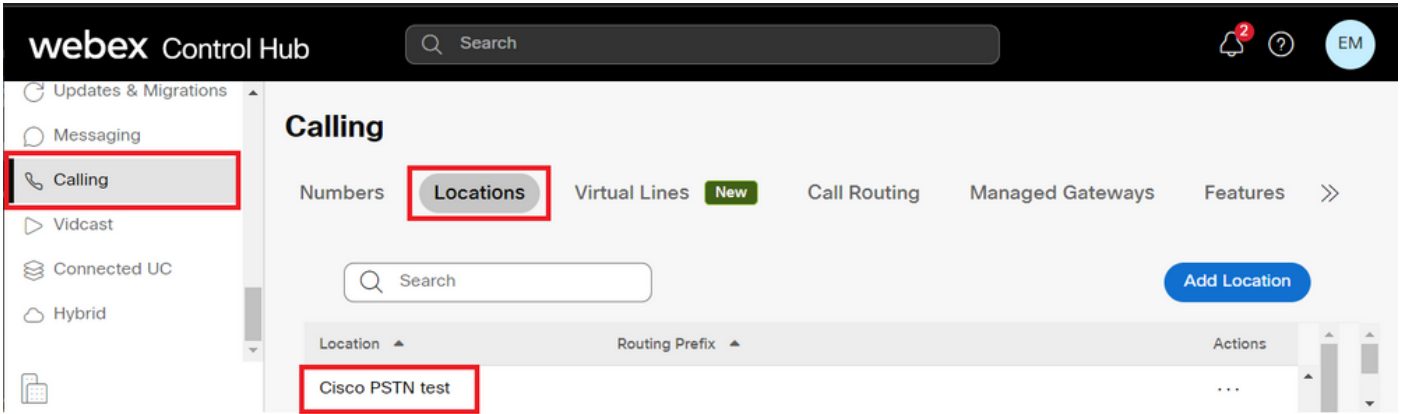 webex Control Hub
Search
2
EM
Updates & Migrations
Messaging
Calling
Vidcast
Connected UC
Hybrid
Calling
Numbers Locations Virtual Lines New Call Routing Managed Gateways Features
Search
Add Location
Location Routing Prefix Actions
Cisco PSTN test